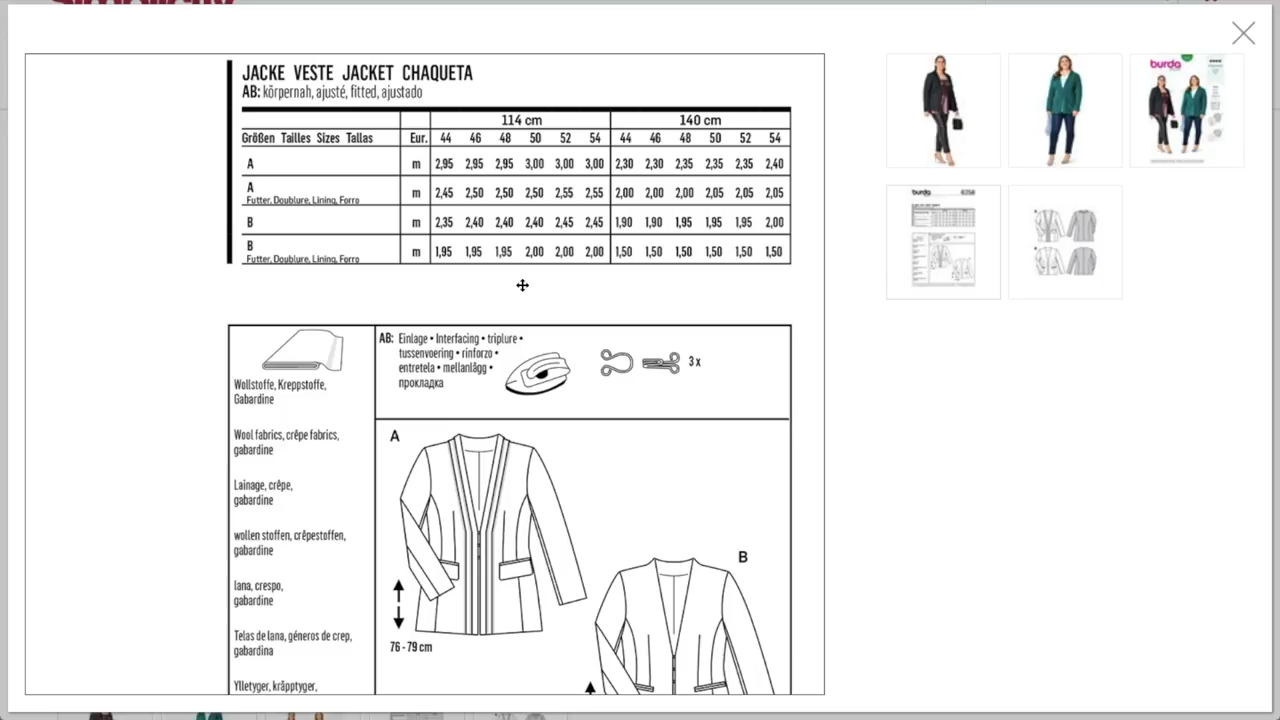 JACKE VESTE JACKET CHAQUETA
AB: körpernah, ajusté, fitted, ajustado
114 cm 140 cm
Größen Tailles Sizes Tallas Eur. 44 46 48 50 52 54 44 46 48 50 52 54
A m 2,95 2,95 2,95 3,00 3,00 3,00 2,30 2,30 2,35 2,35 2,35 2,40
A
Futter, Doublure, Lining, Forro m 2,45 2,50 2,50 2,50 2,55 2,55 2,00 2,00 2,00 2,05 2,05 2,05
B m 2,35 2,40 2,40 2,40 2,45 2,45 1,90 1,90 1,95 1,95 1,95 2,00
B
Futter, Doublure, Lining, Forro m 1,95 1,95 1,95 2,00 2,00 2,00 1,50 1,50 1,50 1,50 1,50 1,50
AB: Einlage • Interfacing • triplure •
tussenvoering • rinforzo •
entretela • mellanlägg •
прокладка
3 x
Wollstoffe, Kreppstoffe,
Gabardine
Wool fabrics, crêpe fabrics,
gabardine
Lainage, crêpe,
gabardine
wollen stoffen, crêpestoffen,
gabardine
lana, crespo,
gabardine
Telas de lana, géneros de crep,
gabardina
Ylletyger, kräpptyger,
A
76 - 79 cm
B
burda
burda 6258